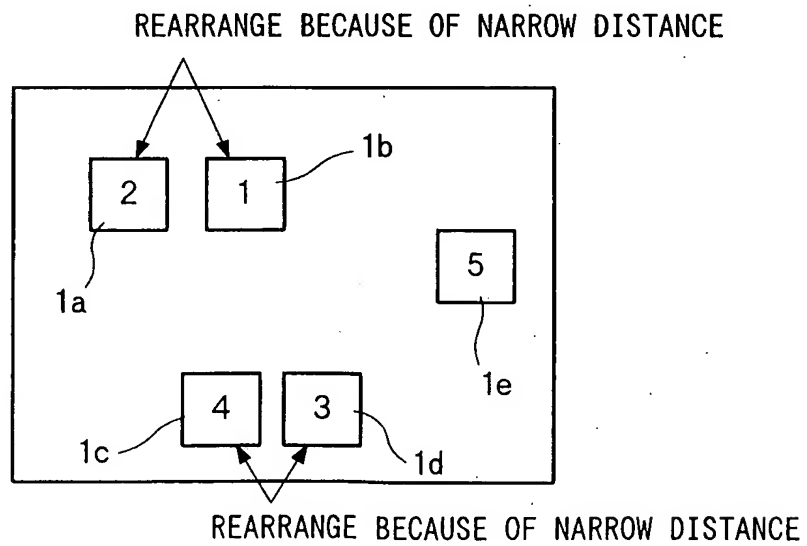 REARRANGE BECAUSE OF NARROW DISTANCE
1b
2 1
5
1a
1e
4 3
1c
1d
REARRANGE BECAUSE OF NARROW DISTANCE